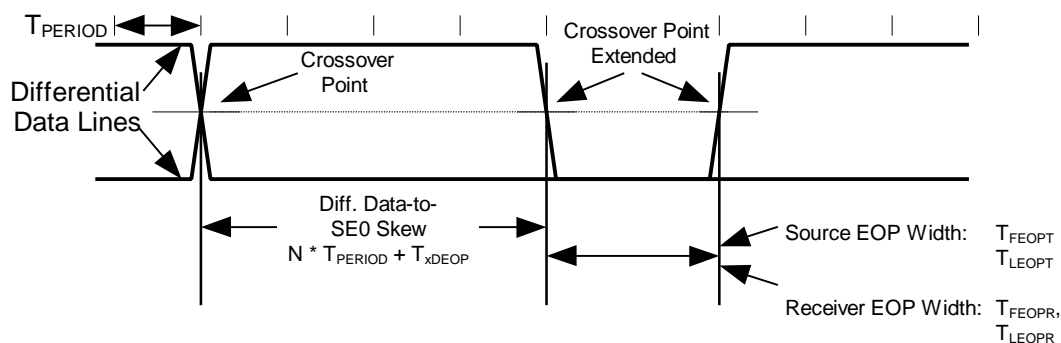 TPERIOD
Crossover
Point
Crossover Point
Extended
Differential
Data Lines
Diff. Data-to-
SE0 Skew
N * TPERIOD + TxDEOP
Source EOP Width: TFEOPT
TLEOPT
Receiver EOP Width: TFEOPR,
TLEOPR